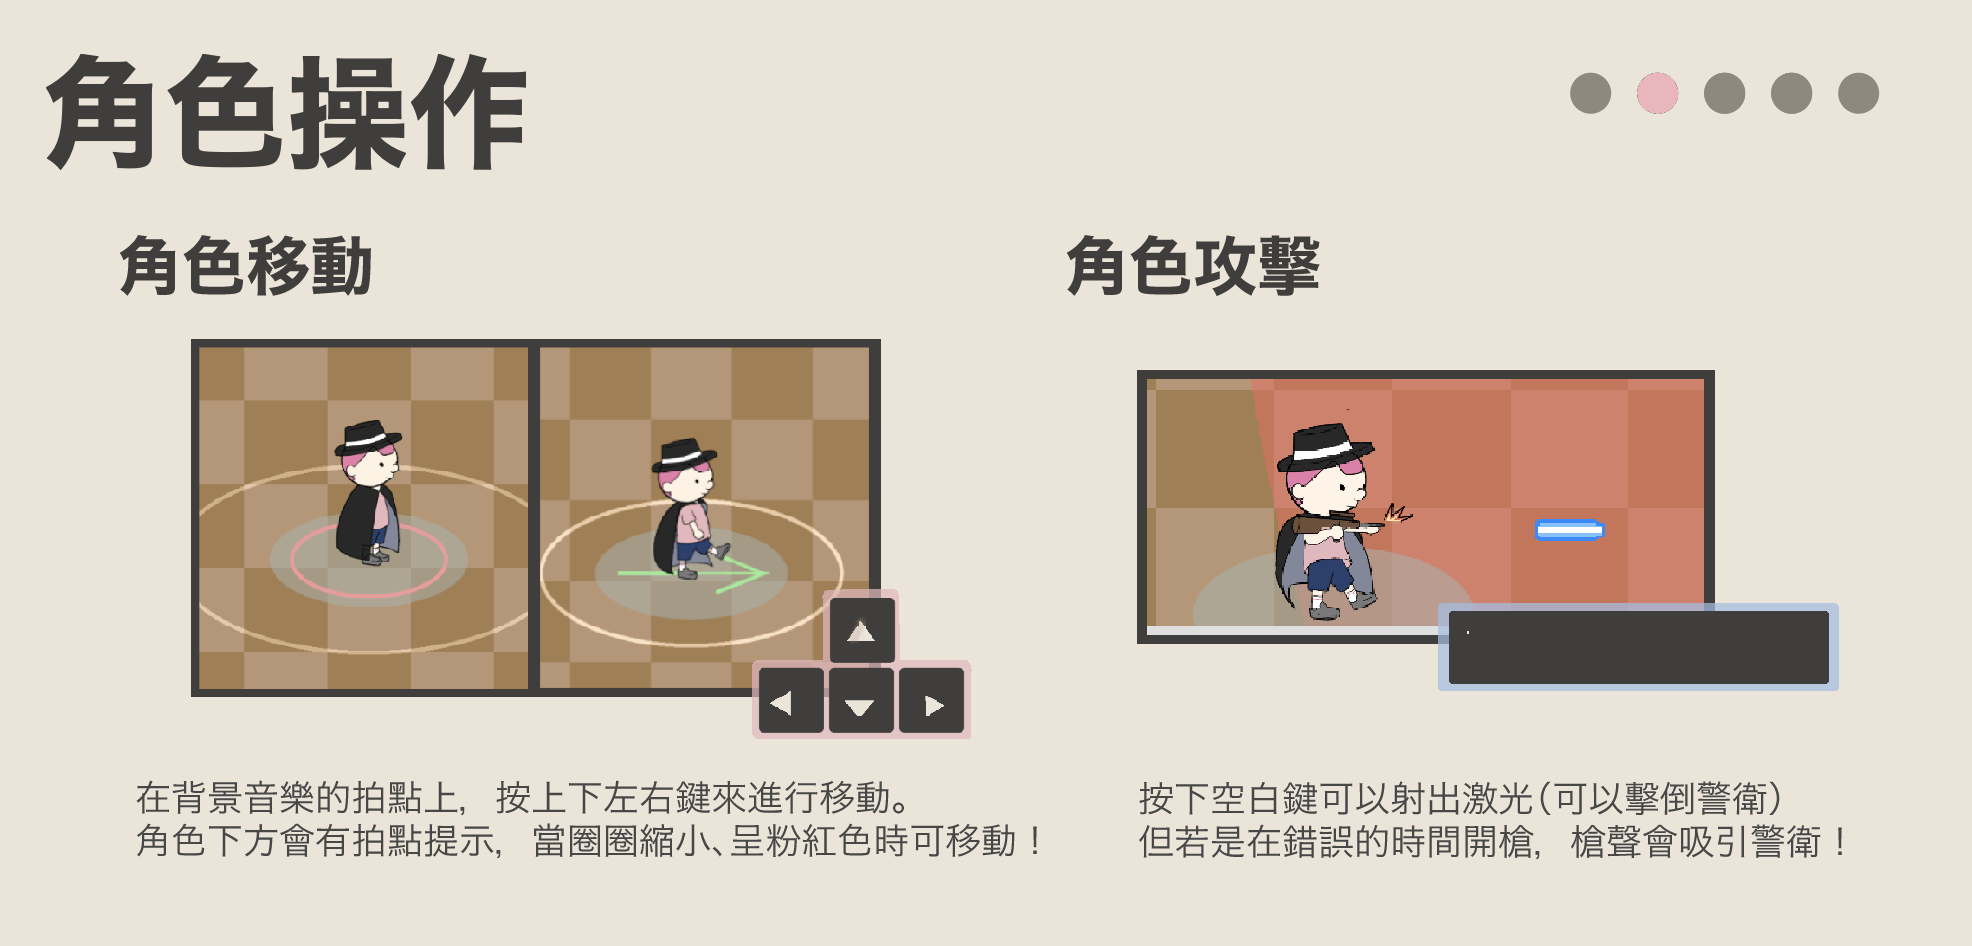 角色操作
角色移動
在背景音樂的拍點上，按上下左右鍵來進行移動。
角色下方會有拍點提示，當圈圈縮小、呈粉紅色時可移動！
角色攻擊
按下空白鍵可以射出激光（可以擊倒警衛）
但若是在錯誤的時間開槍，槍聲會吸引警衛！